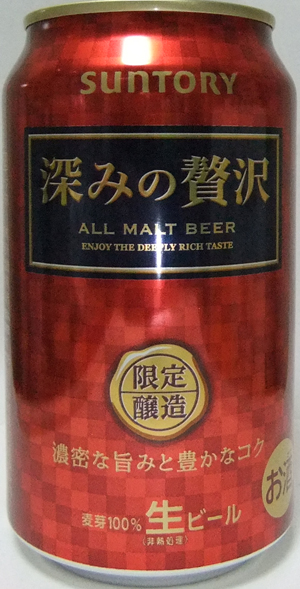 SUNTORY
深みの贅沢
ALL MALT BEER
ENJOY THE DEEPLY RICH TASTE
限定
醸造
濃密な旨みと豊かなコク
お酒
麦芽100% 生ビール
(非熱処理)